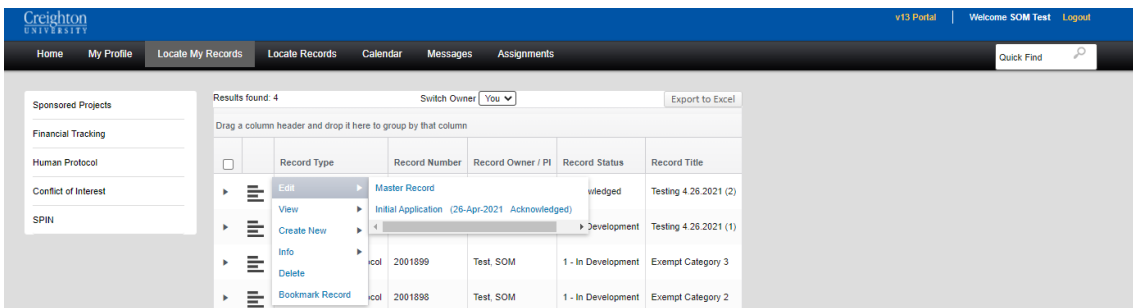 Creighton
UNIVERSITY
v13 Portal
Welcome SOM Test Logout
Home My Profile Locate My Records Locate Records Calendar Messages Assignments
Quick Find
Sponsored Projects
Financial Tracking
Human Protocol
Conflict of Interest
SPIN
Results found: 4 Switch Owner You Export to Excel
Drag a column header and drop it here to group by that column
Record Type Record Number Record Owner / PI Record Status Record Title
Edit Master Record wledged Testing 4.26.2021 (2)
View Initial Application (26-Apr-2021 Acknowledged)
Create New Development Testing 4.26.2021 (1)
Info
col 2001899 Test, SOM 1 - In Development Exempt Category 3
Delete
Bookmark Record col 2001898 Test, SOM 1 - In Development Exempt Category 2